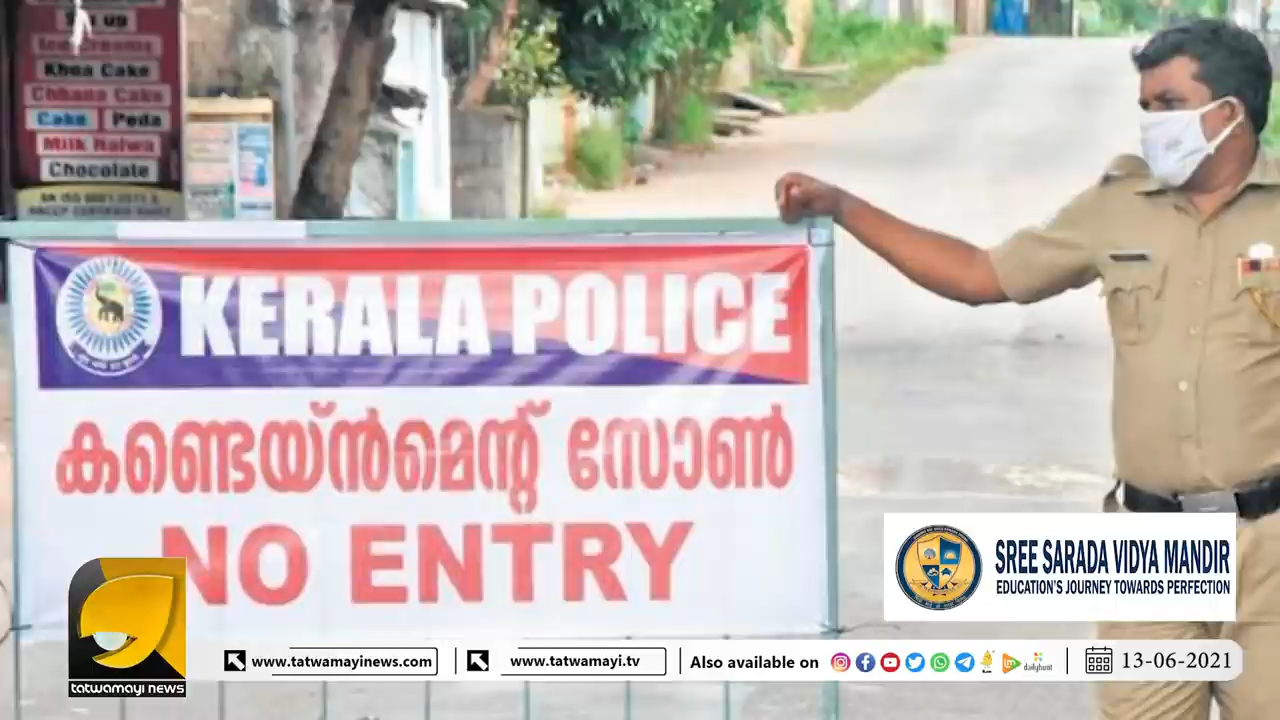 Ice Creams
Khoa Cake
Chhana Cake
Cake Peda
Milk Halwa
Chocolate
KERALA POLICE
കണ്ടെയ്ൻമെന്റ് സോൺ
NO ENTRY
SREE SARADA VIDYA MANDIR
EDUCATION'S JOURNEY TOWARDS PERFECTION
tatwamayi news
www.tatwamayinews.com
www.tatwamayi.tv
Also available on
dailyhunt
13-06-2021